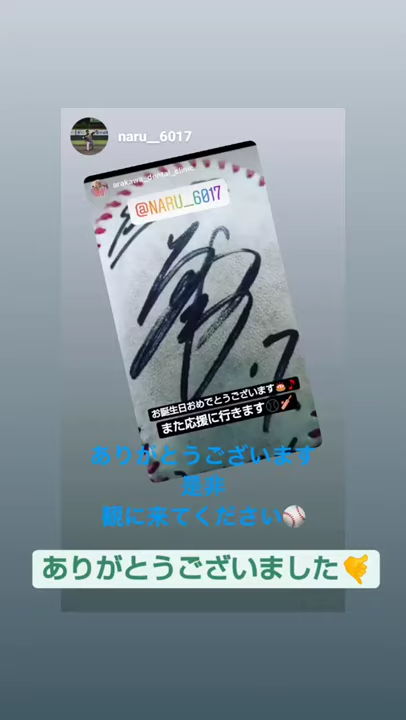 naru__6017
arakawa_dental_clinic
@NARU_6017
7
お誕生日おめでとうございます🎂🎉
また応援に行きます⚾
ありがとうございます
是非
観に来てください⚾
ありがとうございました🤙